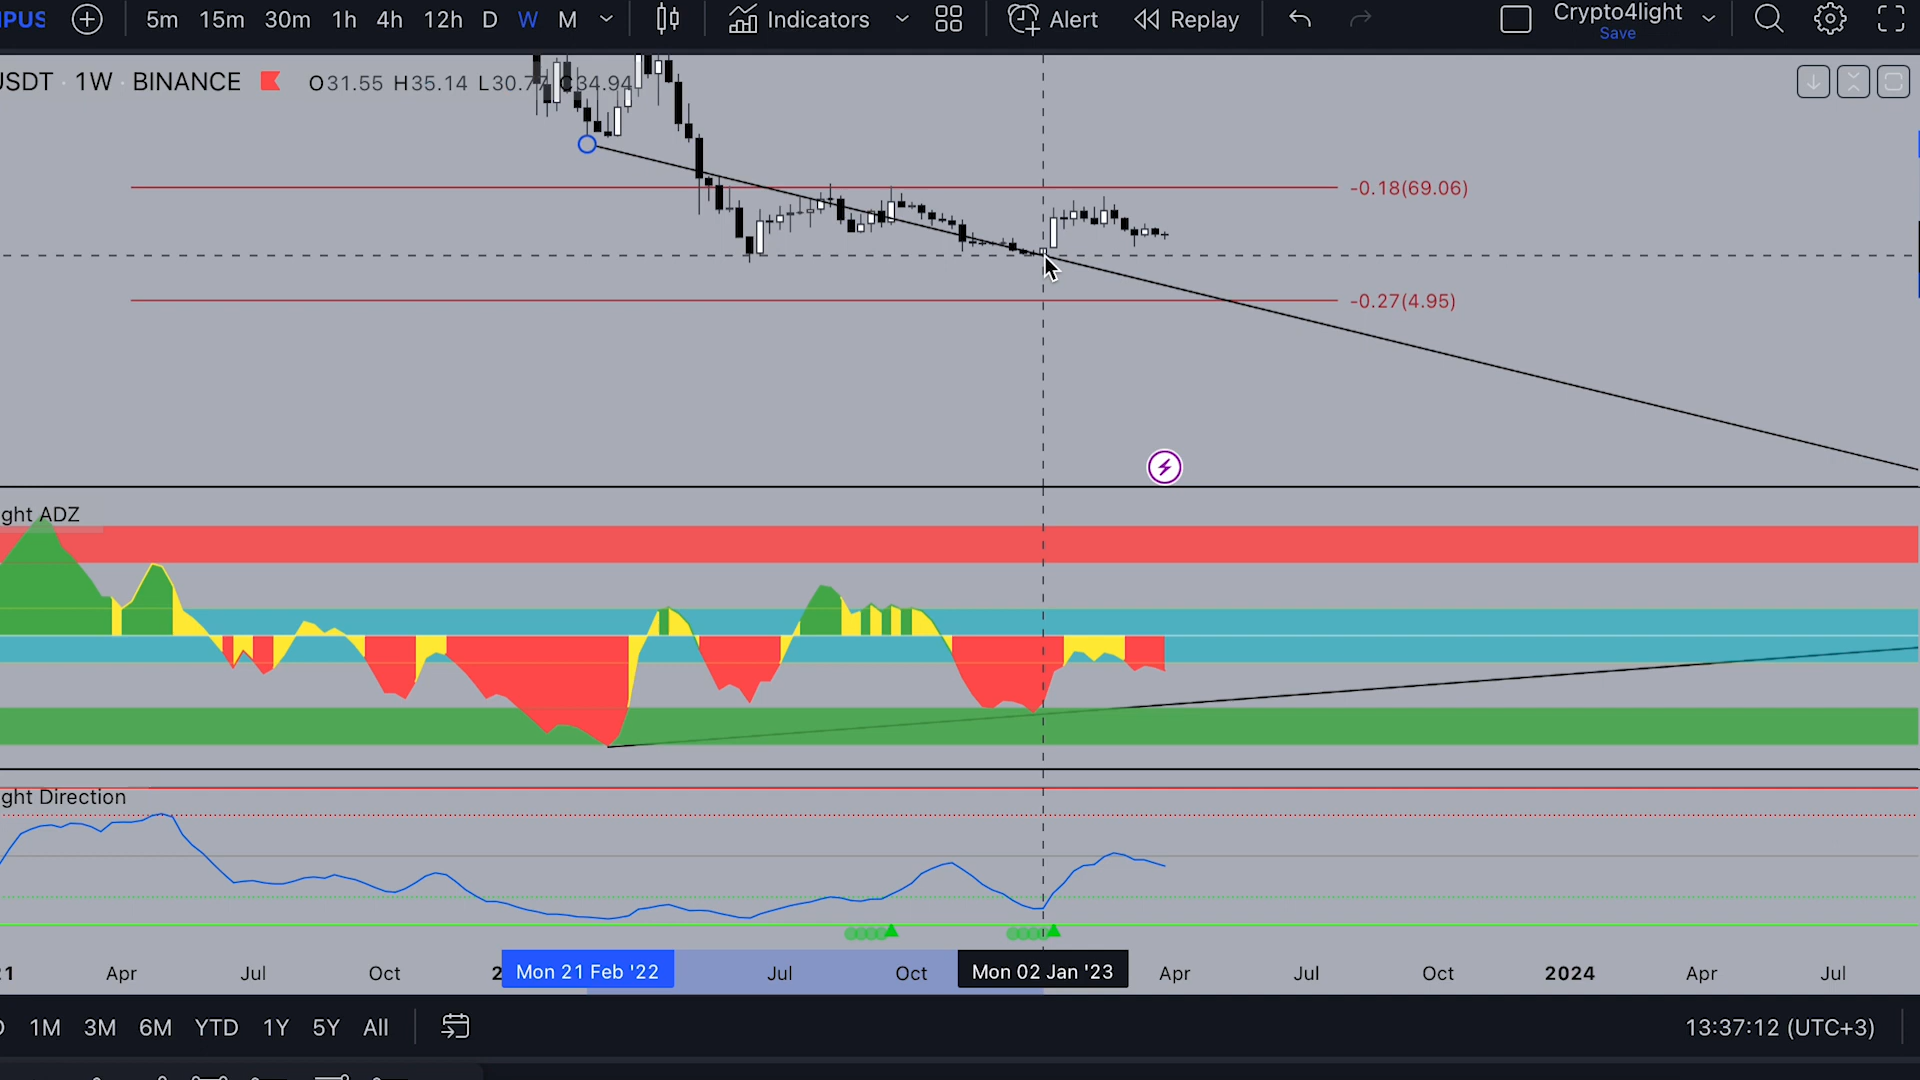 IPUS 5m 15m 30m 1h 4h 12h D W M Indicators Alert Replay Crypto4light
Save
USDT · 1W · BINANCE O31.55 H35.14 L30.77 C34.94
-0.18(69.06)
-0.27(4.95)
ght ADZ
ght Direction
21 Apr Jul Oct 2 Mon 21 Feb '22 Jul Oct Mon 02 Jan '23 Apr Jul Oct 2024 Apr Jul
D 1M 3M 6M YTD 1Y 5Y All 13:37:12 (UTC+3)